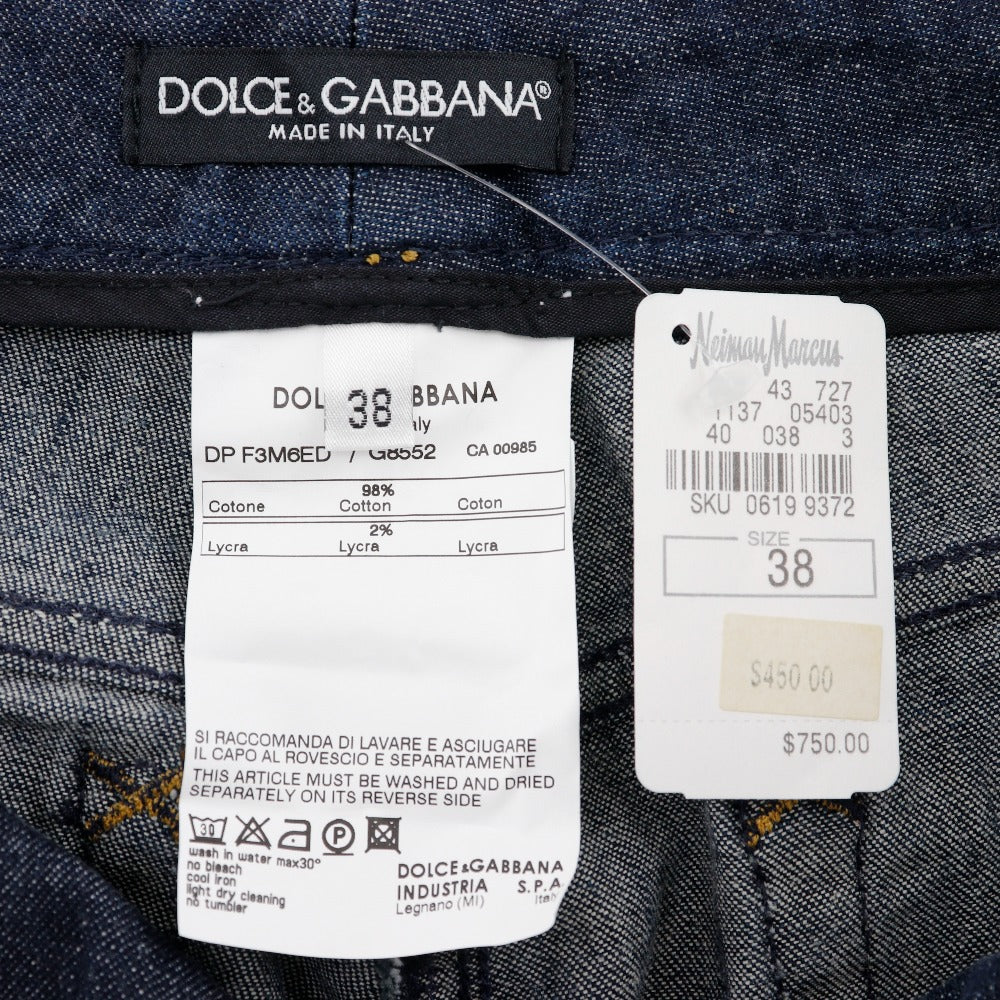 DOLCE & GABBANA®
MADE IN ITALY
DOL BBANA
38
aly
DP F3M6ED / G8552 CA 00985
98%
Cotone Cotton Coton
2%
Lycra Lycra Lycra
SI RACCOMANDA DI LAVARE E ASCIUGARE
IL CAPO AL ROVESCIO E SEPARATAMENTE
THIS ARTICLE MUST BE WASHED AND DRIED
SEPARATELY ON ITS REVERSE SIDE
30 P
wash in water max30°
no bleach
cool iron
light dry cleaning
no tumbler
DOLCE&GABBANA
INDUSTRIA S.P.A
Legnano (MI) Ital
Neiman Marcus
43 727
1137 05403
40 038 3
SKU 0619 9372
SIZE
38
$450.00
$750.00